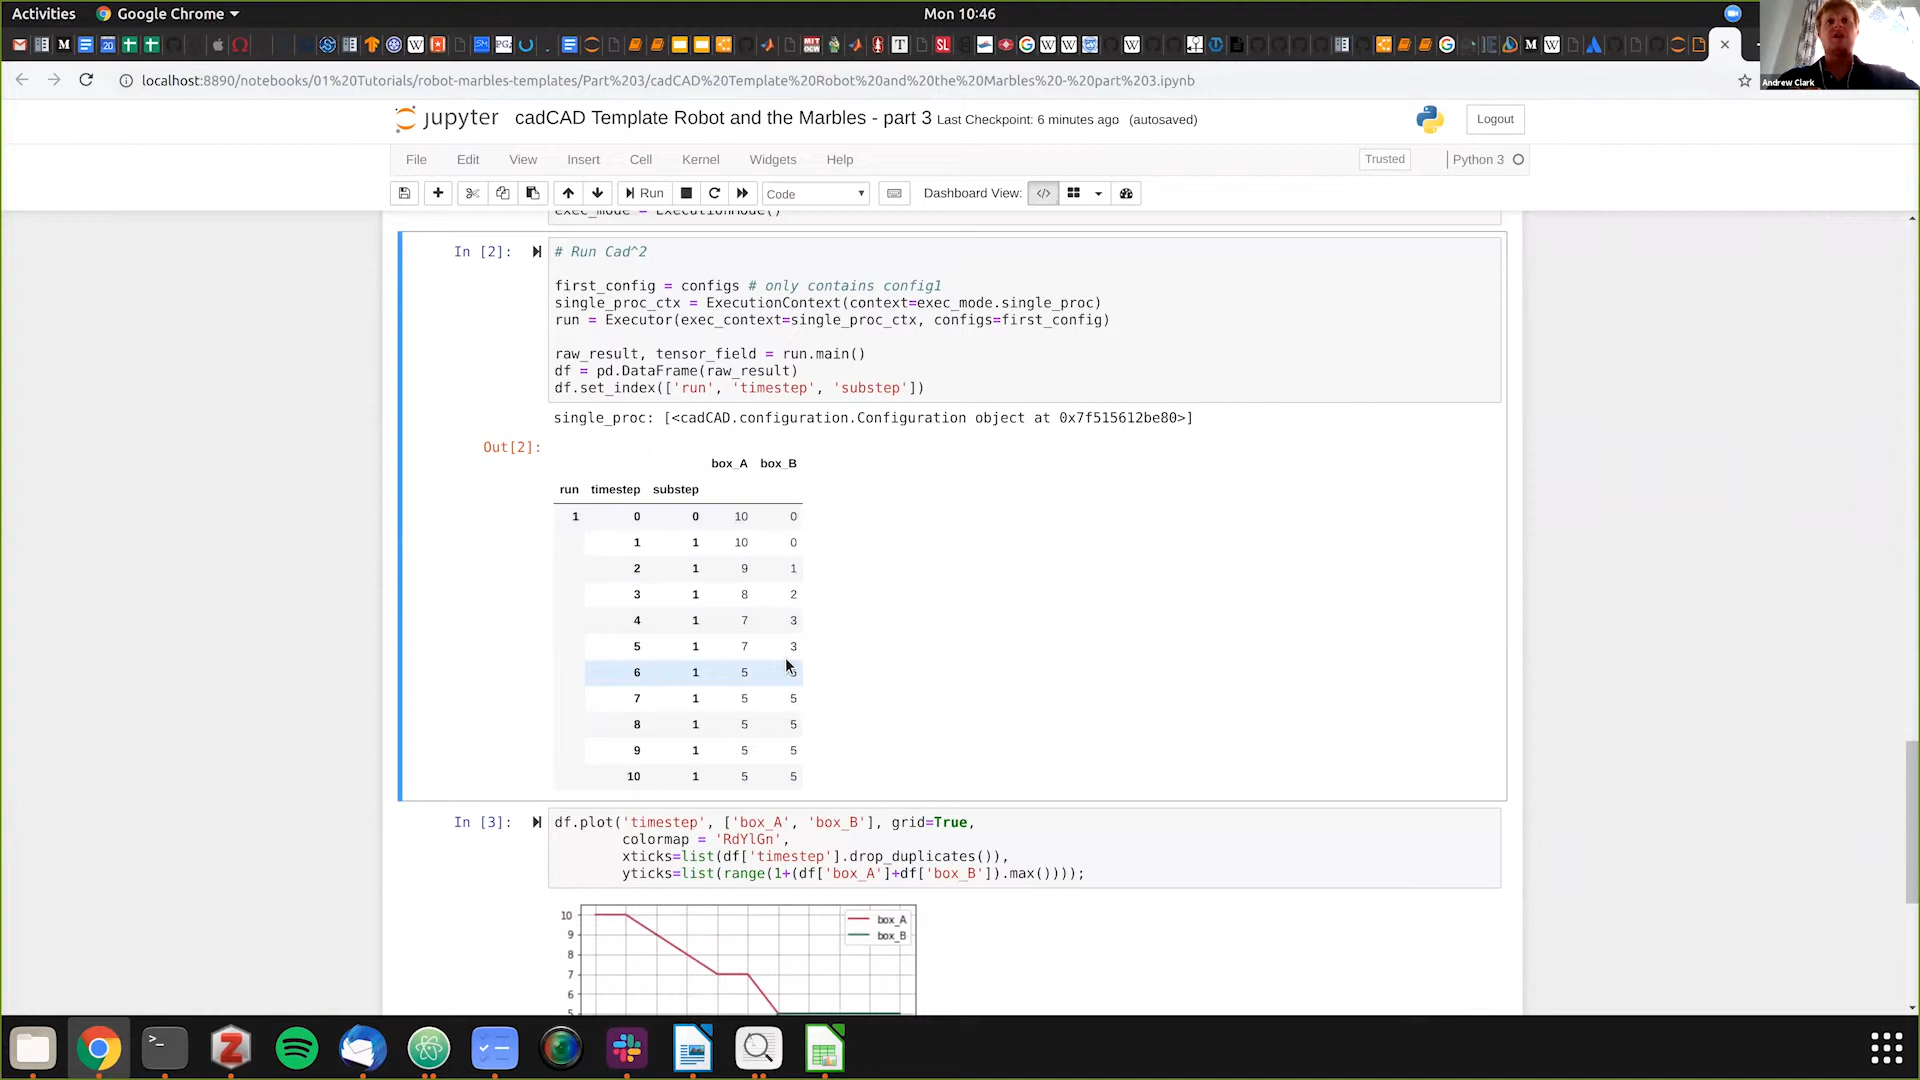 Activities Google Chrome Mon 10:46
localhost:8890/notebooks/01%20Tutorials/robot-marbles-templates/Part%203/cadCAD%20Template%20Robot%20and%20the%20Marbles%20-%20part%203.ipynb
Andrew Clark
jupyter cadCAD Template Robot and the Marbles - part 3 Last Checkpoint: 6 minutes ago (autosaved) Logout
File Edit View Insert Cell Kernel Widgets Help Trusted Python 3
Run Code Dashboard View: </>
exec_mode = ExecutionMode()
In [2]: # Run Cad^2
first_config = configs # only contains config1
single_proc_ctx = ExecutionContext(context=exec_mode.single_proc)
run = Executor(exec_context=single_proc_ctx, configs=first_config)
raw_result, tensor_field = run.main()
df = pd.DataFrame(raw_result)
df.set_index(['run', 'timestep', 'substep'])
single_proc: [<cadCAD.configuration.Configuration object at 0x7f515612be80>]
Out[2]:
box_A box_B
run timestep substep
1 0 0 10 0
1 1 10 0
2 1 9 1
3 1 8 2
4 1 7 3
5 1 7 3
6 1 5 5
7 1 5 5
8 1 5 5
9 1 5 5
10 1 5 5
In [3]: df.plot('timestep', ['box_A', 'box_B'], grid=True,
colormap = 'RdYlGn',
xticks=list(df['timestep'].drop_duplicates()),
yticks=list(range(1+(df['box_A']+df['box_B']).max())));
10
9
8
7
6
5
box_A
box_B